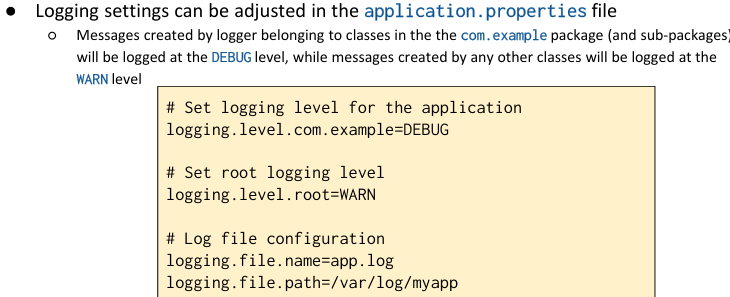 ● Logging settings can be adjusted in the application.properties file
○ Messages created by logger belonging to classes in the the com.example package (and sub-packages)
will be logged at the DEBUG level, while messages created by any other classes will be logged at the
WARN level
# Set logging level for the application
logging.level.com.example=DEBUG
# Set root logging level
logging.level.root=WARN
# Log file configuration
logging.file.name=app.log
logging.file.path=/var/log/myapp